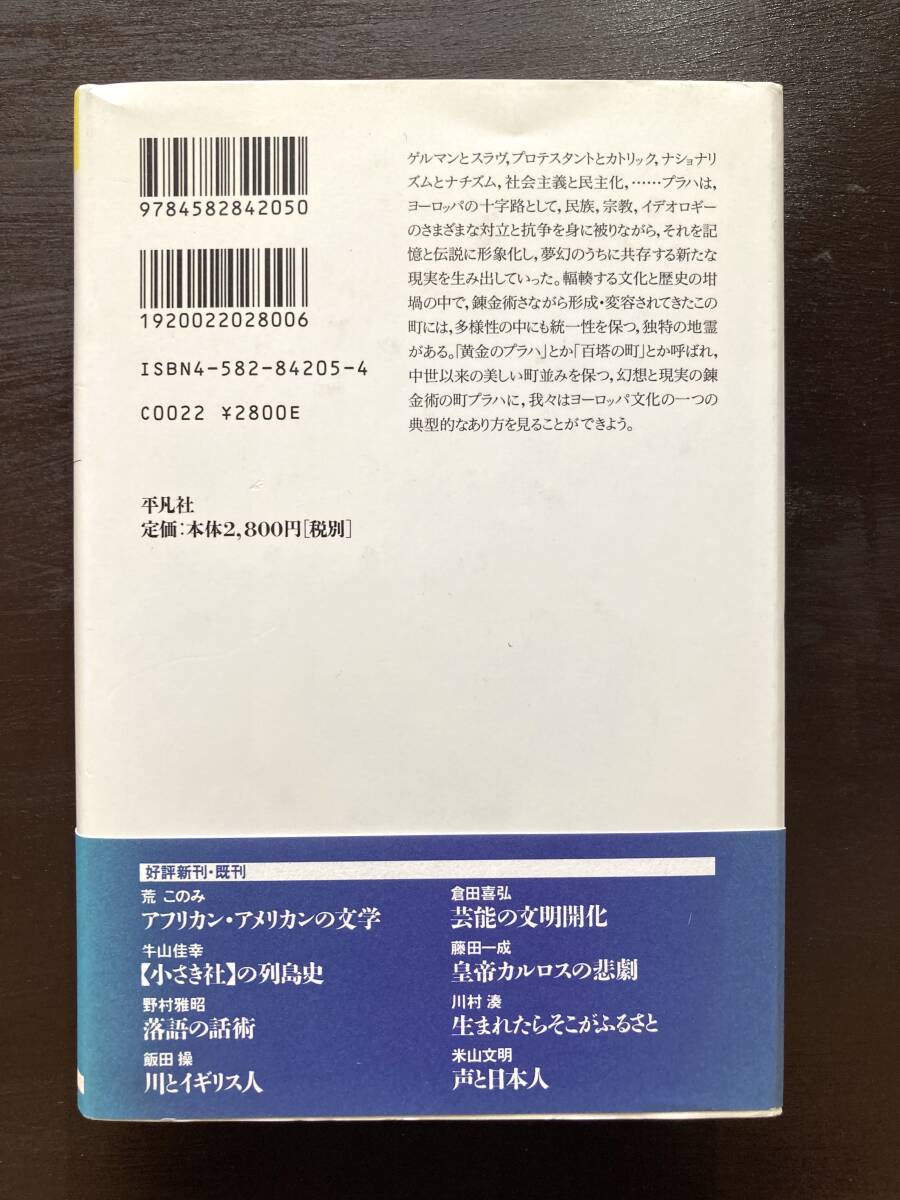 9784582842050
1920022028006
ISBN4-582-84205-4
C0022 ¥2800E
平凡社
定価：本体2,800円[税別]
ゲルマンとスラヴ，プロテスタントとカトリック，ナショナリ
ズムとナチズム，社会主義と民主化，……プラハは，
ヨーロッパの十字路として，民族，宗教，イデオロギー
のさまざまな対立と抗争を身に被りながら，それを記
憶と伝説に形象化し，夢幻のうちに共存する新たな
現実を生み出していった。輻輳する文化と歴史の坩
堝の中で，錬金術さながら形成・変容されてきたこの
町には，多様性の中にも統一性を保つ，独特の地霊
がある。「黄金のプラハ」とか「百塔の町」とか呼ばれ，
中世以来の美しい町並みを保つ，幻想と現実の錬
金術の町プラハに，我々はヨーロッパ文化の一つの
典型的なあり方を見ることができよう。
好評新刊・既刊
荒 このみ
アフリカン・アメリカンの文学
牛山佳幸
【小さき社】の列島史
野村雅昭
落語の話術
飯田 操
川とイギリス人
倉田喜弘
芸能の文明開化
藤田一成
皇帝カルロスの悲劇
川村 湊
生まれたらそこがふるさと
米山文明
声と日本人